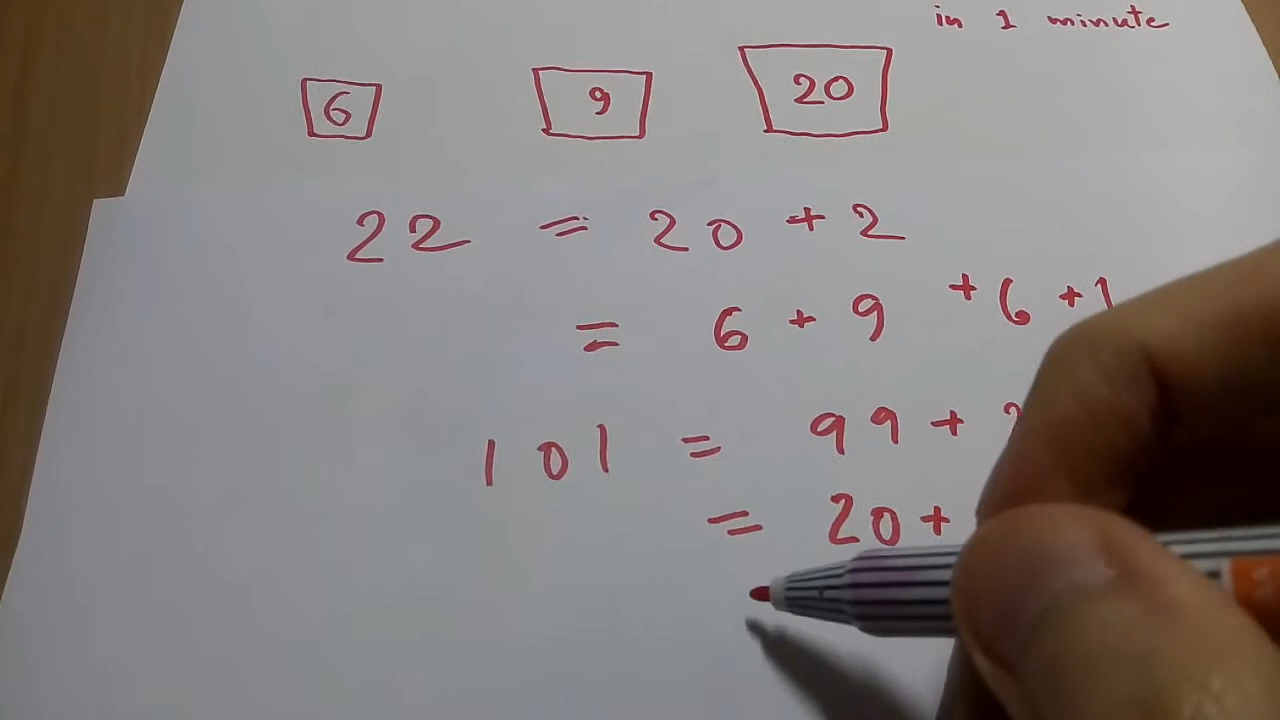 in 1 minute
6 9 20
22 = 20 + 2
= 6 + 9 + 6 + 1
101 = 99 +
= 20 +